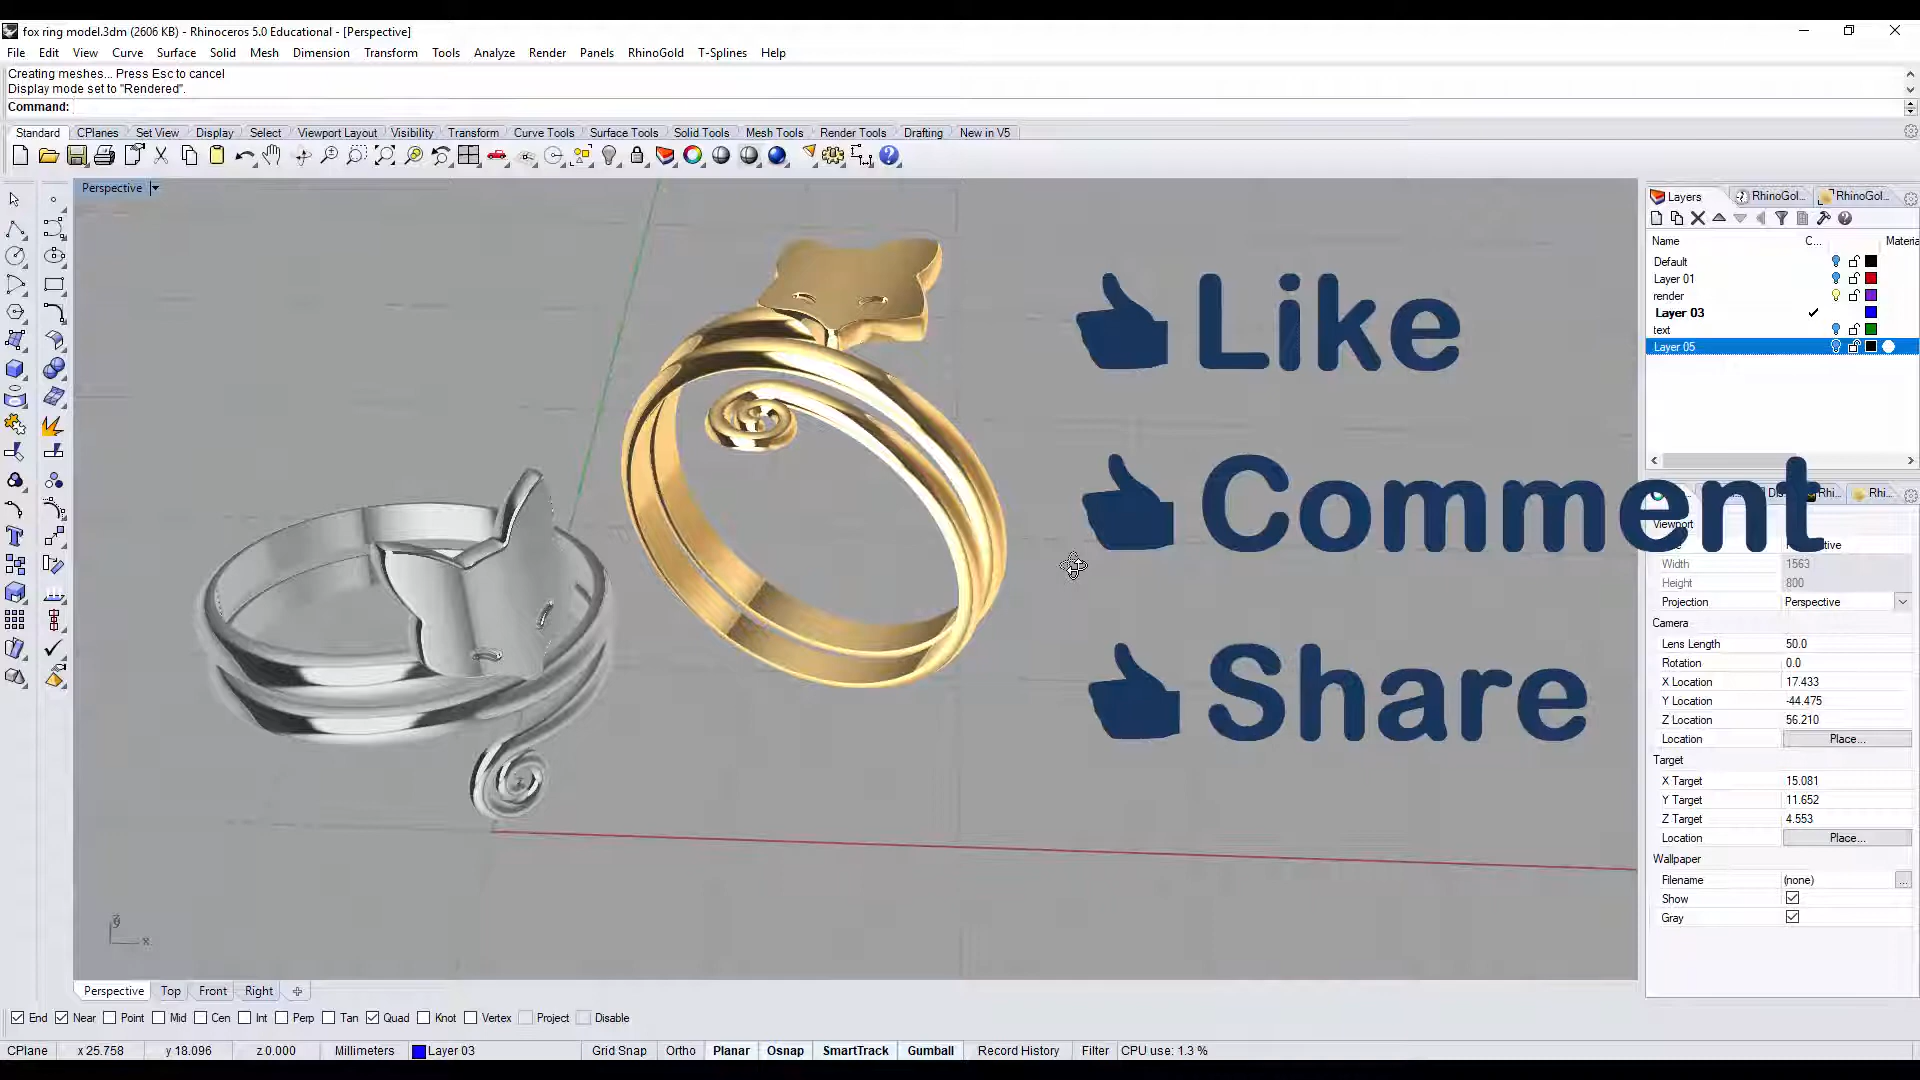 fox ring model.3dm (2606 KB) - Rhinoceros 5.0 Educational - [Perspective]
File Edit View Curve Surface Solid Mesh Dimension Transform Tools Analyze Render Panels RhinoGold T-Splines Help
Creating meshes... Press Esc to cancel
Display mode set to "Rendered".
Command:
Standard CPlanes Set View Display Select Viewport Layout Visibility Transform Curve Tools Surface Tools Solid Tools Mesh Tools Render Tools Drafting New in V5
Perspective
Layers RhinoGol... RhinoGol...
Name C... Materia
Default
Layer 01
render
Layer 03
text
Layer 05
Like
Comment
Share
Rhi...
Viewport
Width 1563
Height 800
Projection Perspective
Camera
Lens Length 50.0
Rotation 0.0
X Location 17.433
Y Location -44.475
Z Location 56.210
Location Place...
Target
X Target 15.081
Y Target 11.652
Z Target 4.553
Location Place...
Wallpaper
Filename (none) ...
Show
Gray
x
Perspective Top Front Right
End Near Point Mid Cen Int Perp Tan Quad Knot Vertex Project Disable
CPlane x 25.758 y 18.096 z 0.000 Millimeters Layer 03 Grid Snap Ortho Planar Osnap SmartTrack Gumball Record History Filter CPU use: 1.3 %